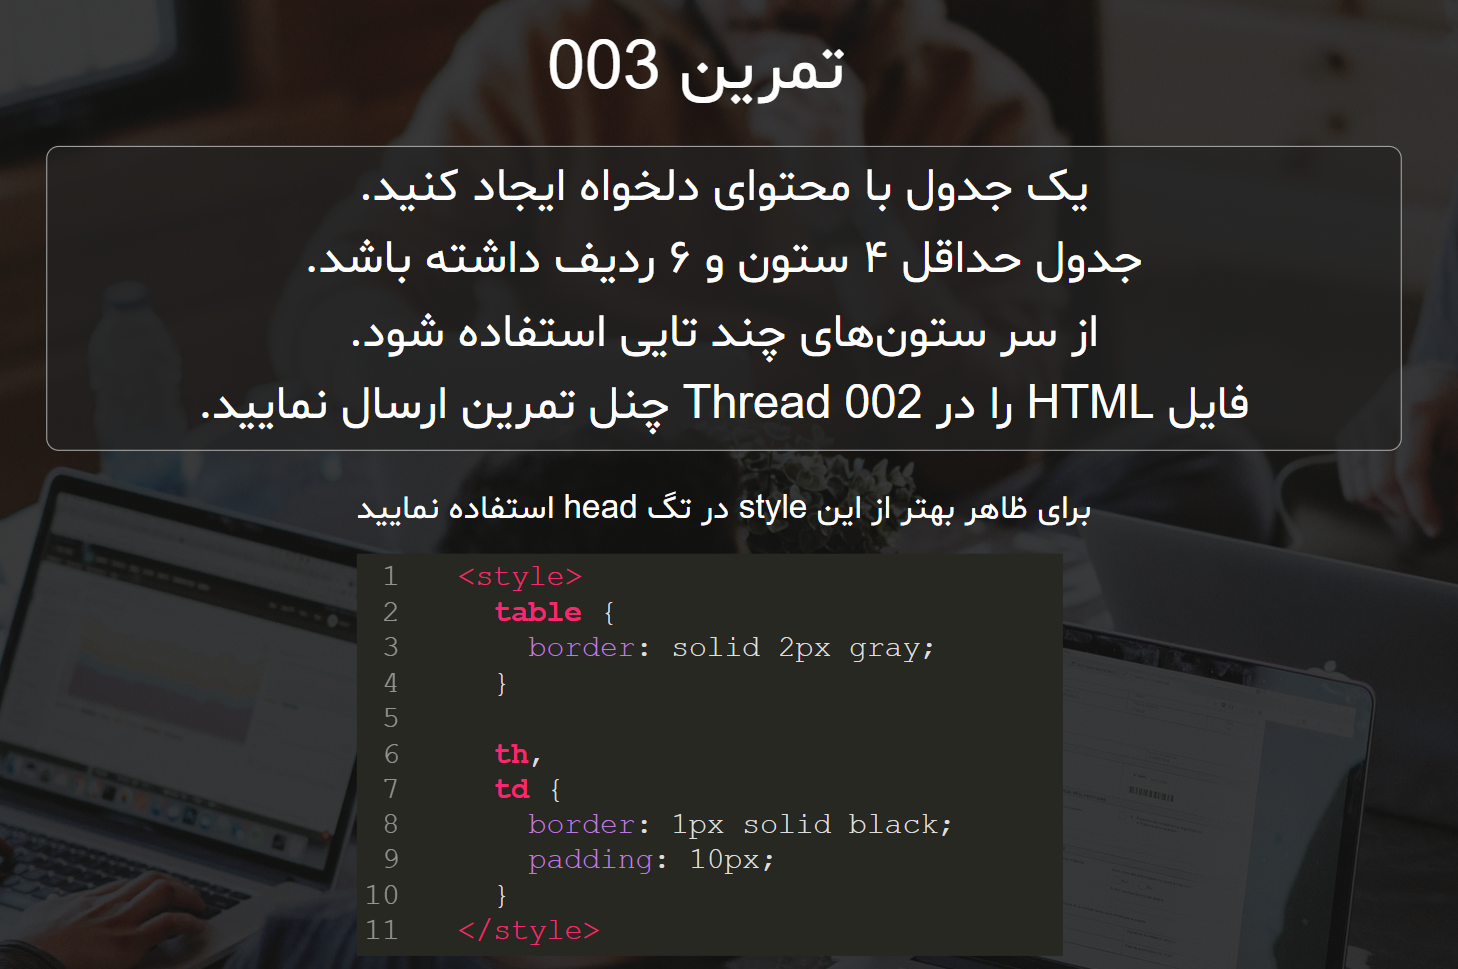 تمرین 003
یک جدول با محتوای دلخواه ایجاد کنید.
جدول حداقل ۴ ستون و ۶ ردیف داشته باشد.
از سر ستون‌های چند تایی استفاده شود.
فایل HTML را در Thread 002 چنل تمرین ارسال نمایید.
برای ظاهر بهتر از این style در تگ head استفاده نمایید
1 <style>
2 table {
3 border: solid 2px gray;
4 }
5
6 th,
7 td {
8 border: 1px solid black;
9 padding: 10px;
10 }
11 </style>